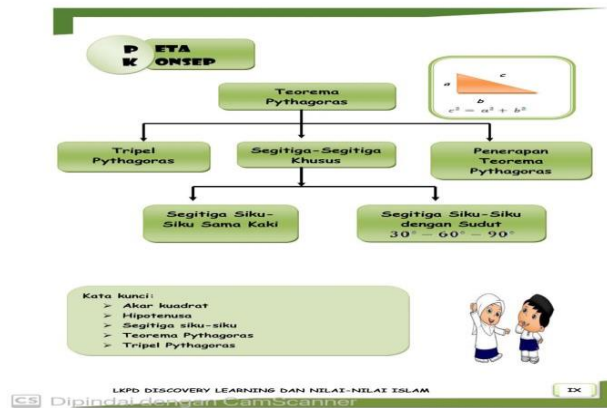 PETA
KONSEP
Teorema
Pythagoras
a
c
b
c² = a² + b²
Tripel
Pythagoras
Segitiga-Segitiga
Khusus
Penerapan
Teorema
Pythagoras
Segitiga Siku-
Siku Sama Kaki
Segitiga Siku-Siku
dengan Sudut
30° – 60° – 90°
Kata kunci:
➢ Akar kuadrat
➢ Hipotenusa
➢ Segitiga siku-siku
➢ Teorema Pythagoras
➢ Tripel Pythagoras
LKPD DISCOVERY LEARNING DAN NILAI-NILAI ISLAM
IX
CS Dipindai dengan CamScanner